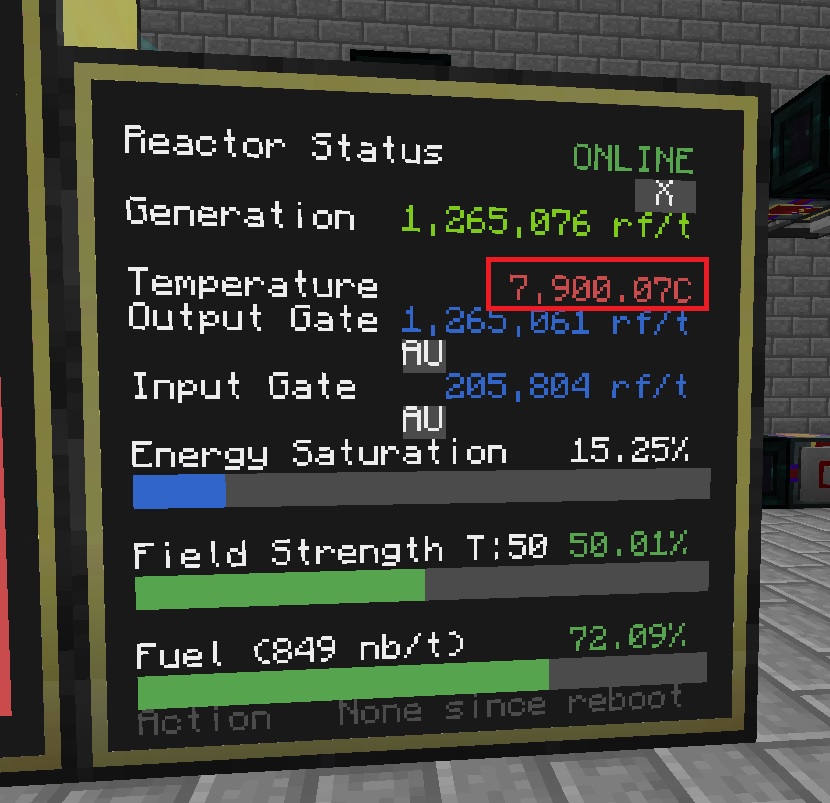 Reactor Status ONLINE
X
Generation 1,265,076 rf/t
Temperature 7,900.07C
Output Gate 1,265,061 rf/t
AU
Input Gate 205,804 rf/t
AU
Energy Saturation 15.25%
Field Strength T:50 50.01%
Fuel (849 nb/t) 72.09%
Action None since reboot